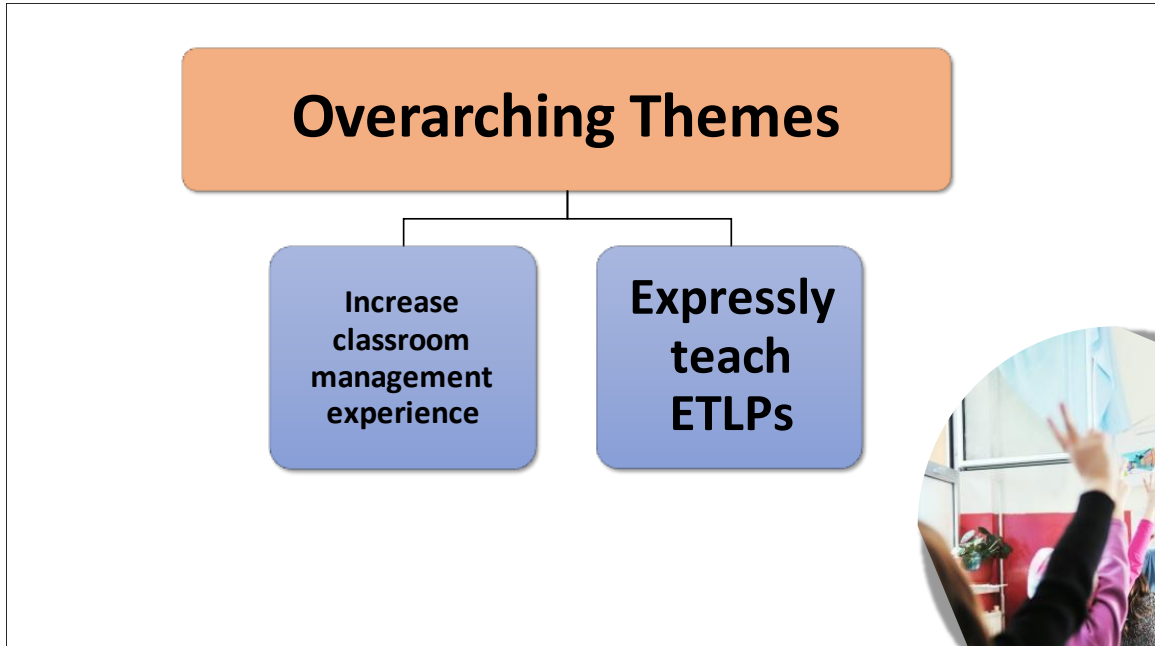 Overarching Themes
Increase
classroom
management
experience
Expressly
teach
ETLPs